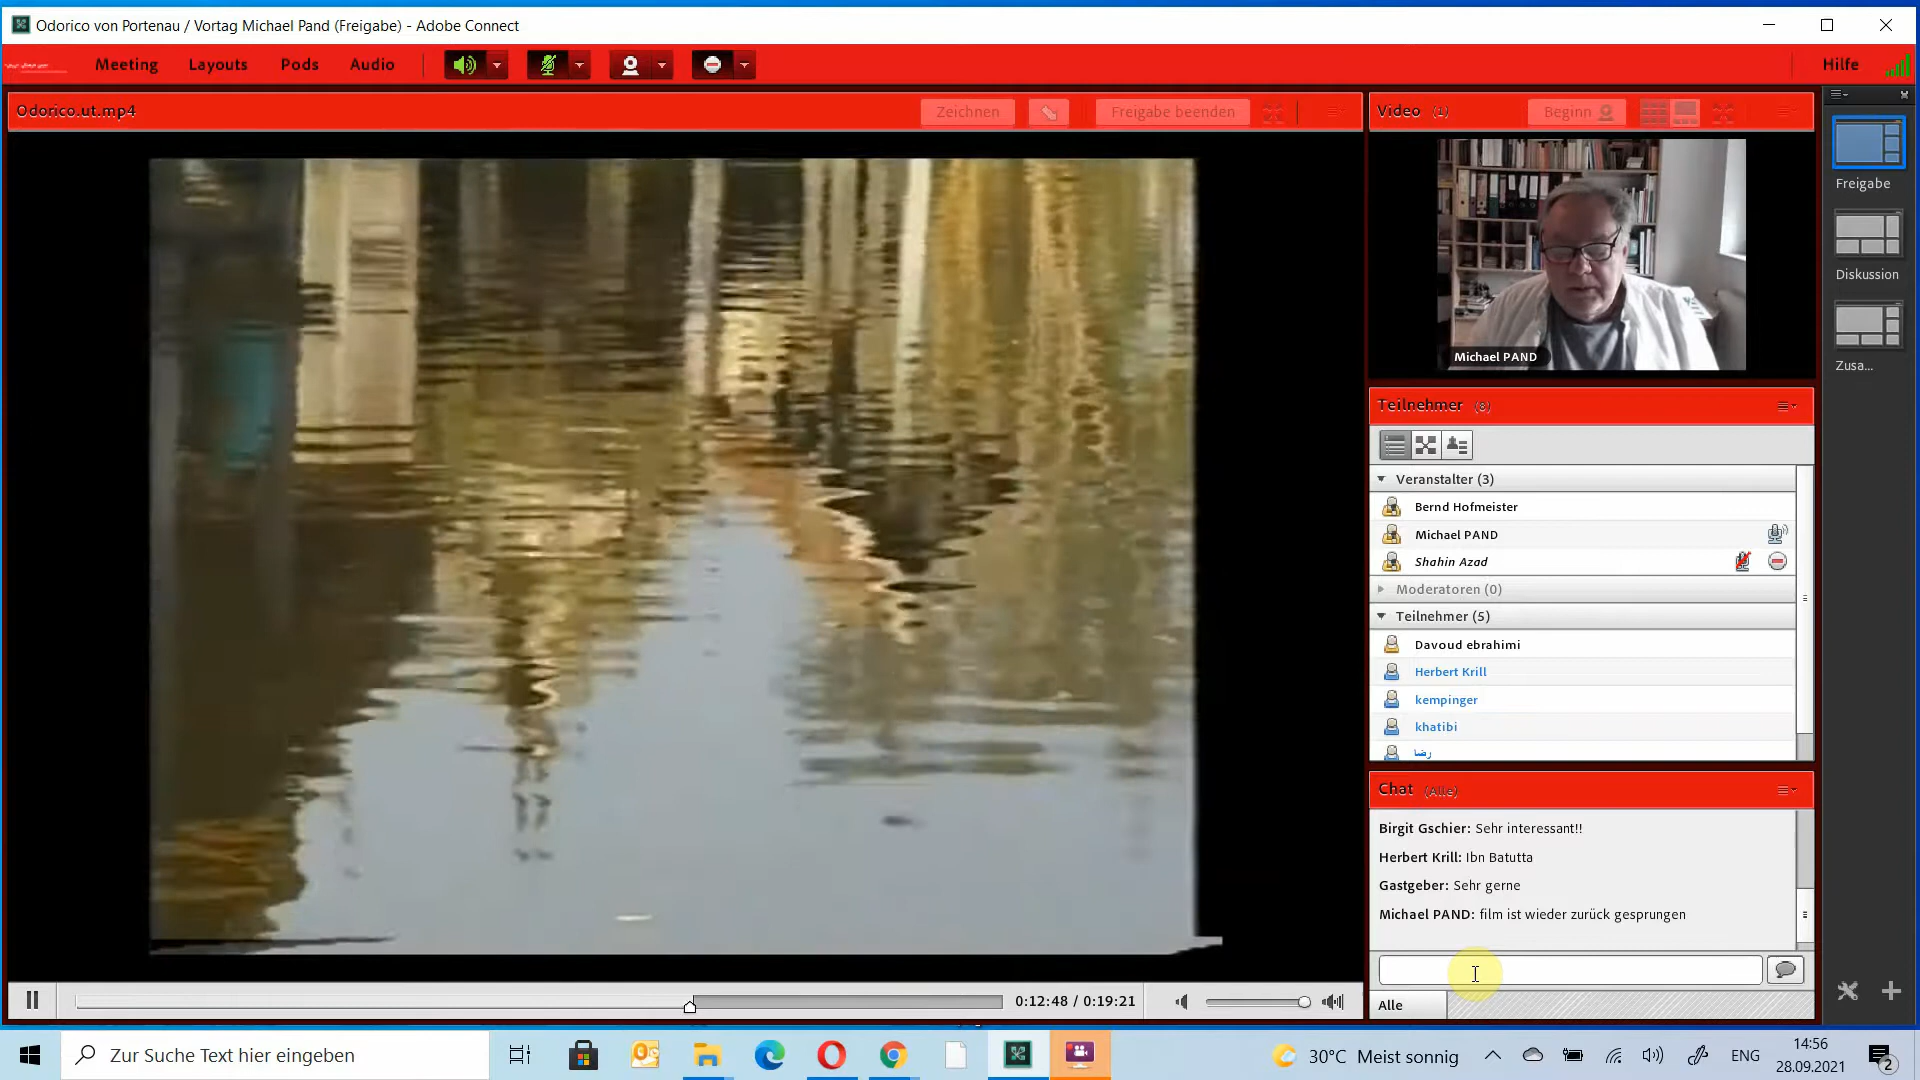 Odorico von Portenau / Vortag Michael Pand (Freigabe) - Adobe Connect
Meeting Layouts Pods Audio Hilfe
Odorico.ut.mp4 Zeichnen Freigabe beenden
Video (1) Beginn
Freigabe
Diskussion
Zusa...
Michael PAND
Teilnehmer (8)
Veranstalter (3)
Bernd Hofmeister
Michael PAND
Shahin Azad
Moderatoren (0)
Teilnehmer (5)
Davoud ebrahimi
Herbert Krill
kempinger
khatibi
رضا
Chat (Alle)
Birgit Gschier: Sehr interessant!!
Herbert Krill: Ibn Batutta
Gastgeber: Sehr gerne
Michael PAND: film ist wieder zurück gesprungen
Alle
0:12:48 / 0:19:21
Zur Suche Text hier eingeben
30°C Meist sonnig
ENG
14:56
28.09.2021
2